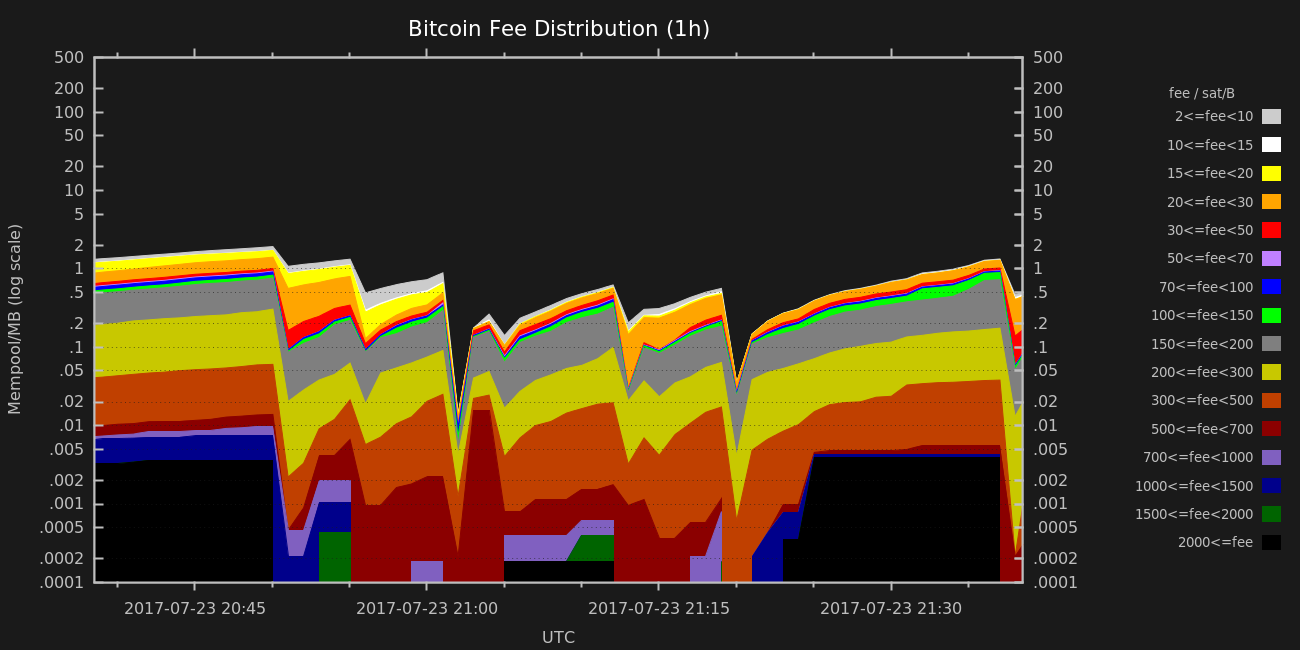 Bitcoin Fee Distribution (1h)
500
200
100
50
20
10
5
2
1
.5
.2
.1
.05
.02
.01
.005
.002
.001
.0005
.0002
.0001
Mempool/MB (log scale)
500
200
100
50
20
10
5
2
1
.5
.2
.1
.05
.02
.01
.005
.002
.001
.0005
.0002
.0001
2017-07-23 20:45
2017-07-23 21:00
2017-07-23 21:15
2017-07-23 21:30
UTC
fee / sat/B
2<=fee<10
10<=fee<15
15<=fee<20
20<=fee<30
30<=fee<50
50<=fee<70
70<=fee<100
100<=fee<150
150<=fee<200
200<=fee<300
300<=fee<500
500<=fee<700
700<=fee<1000
1000<=fee<1500
1500<=fee<2000
2000<=fee